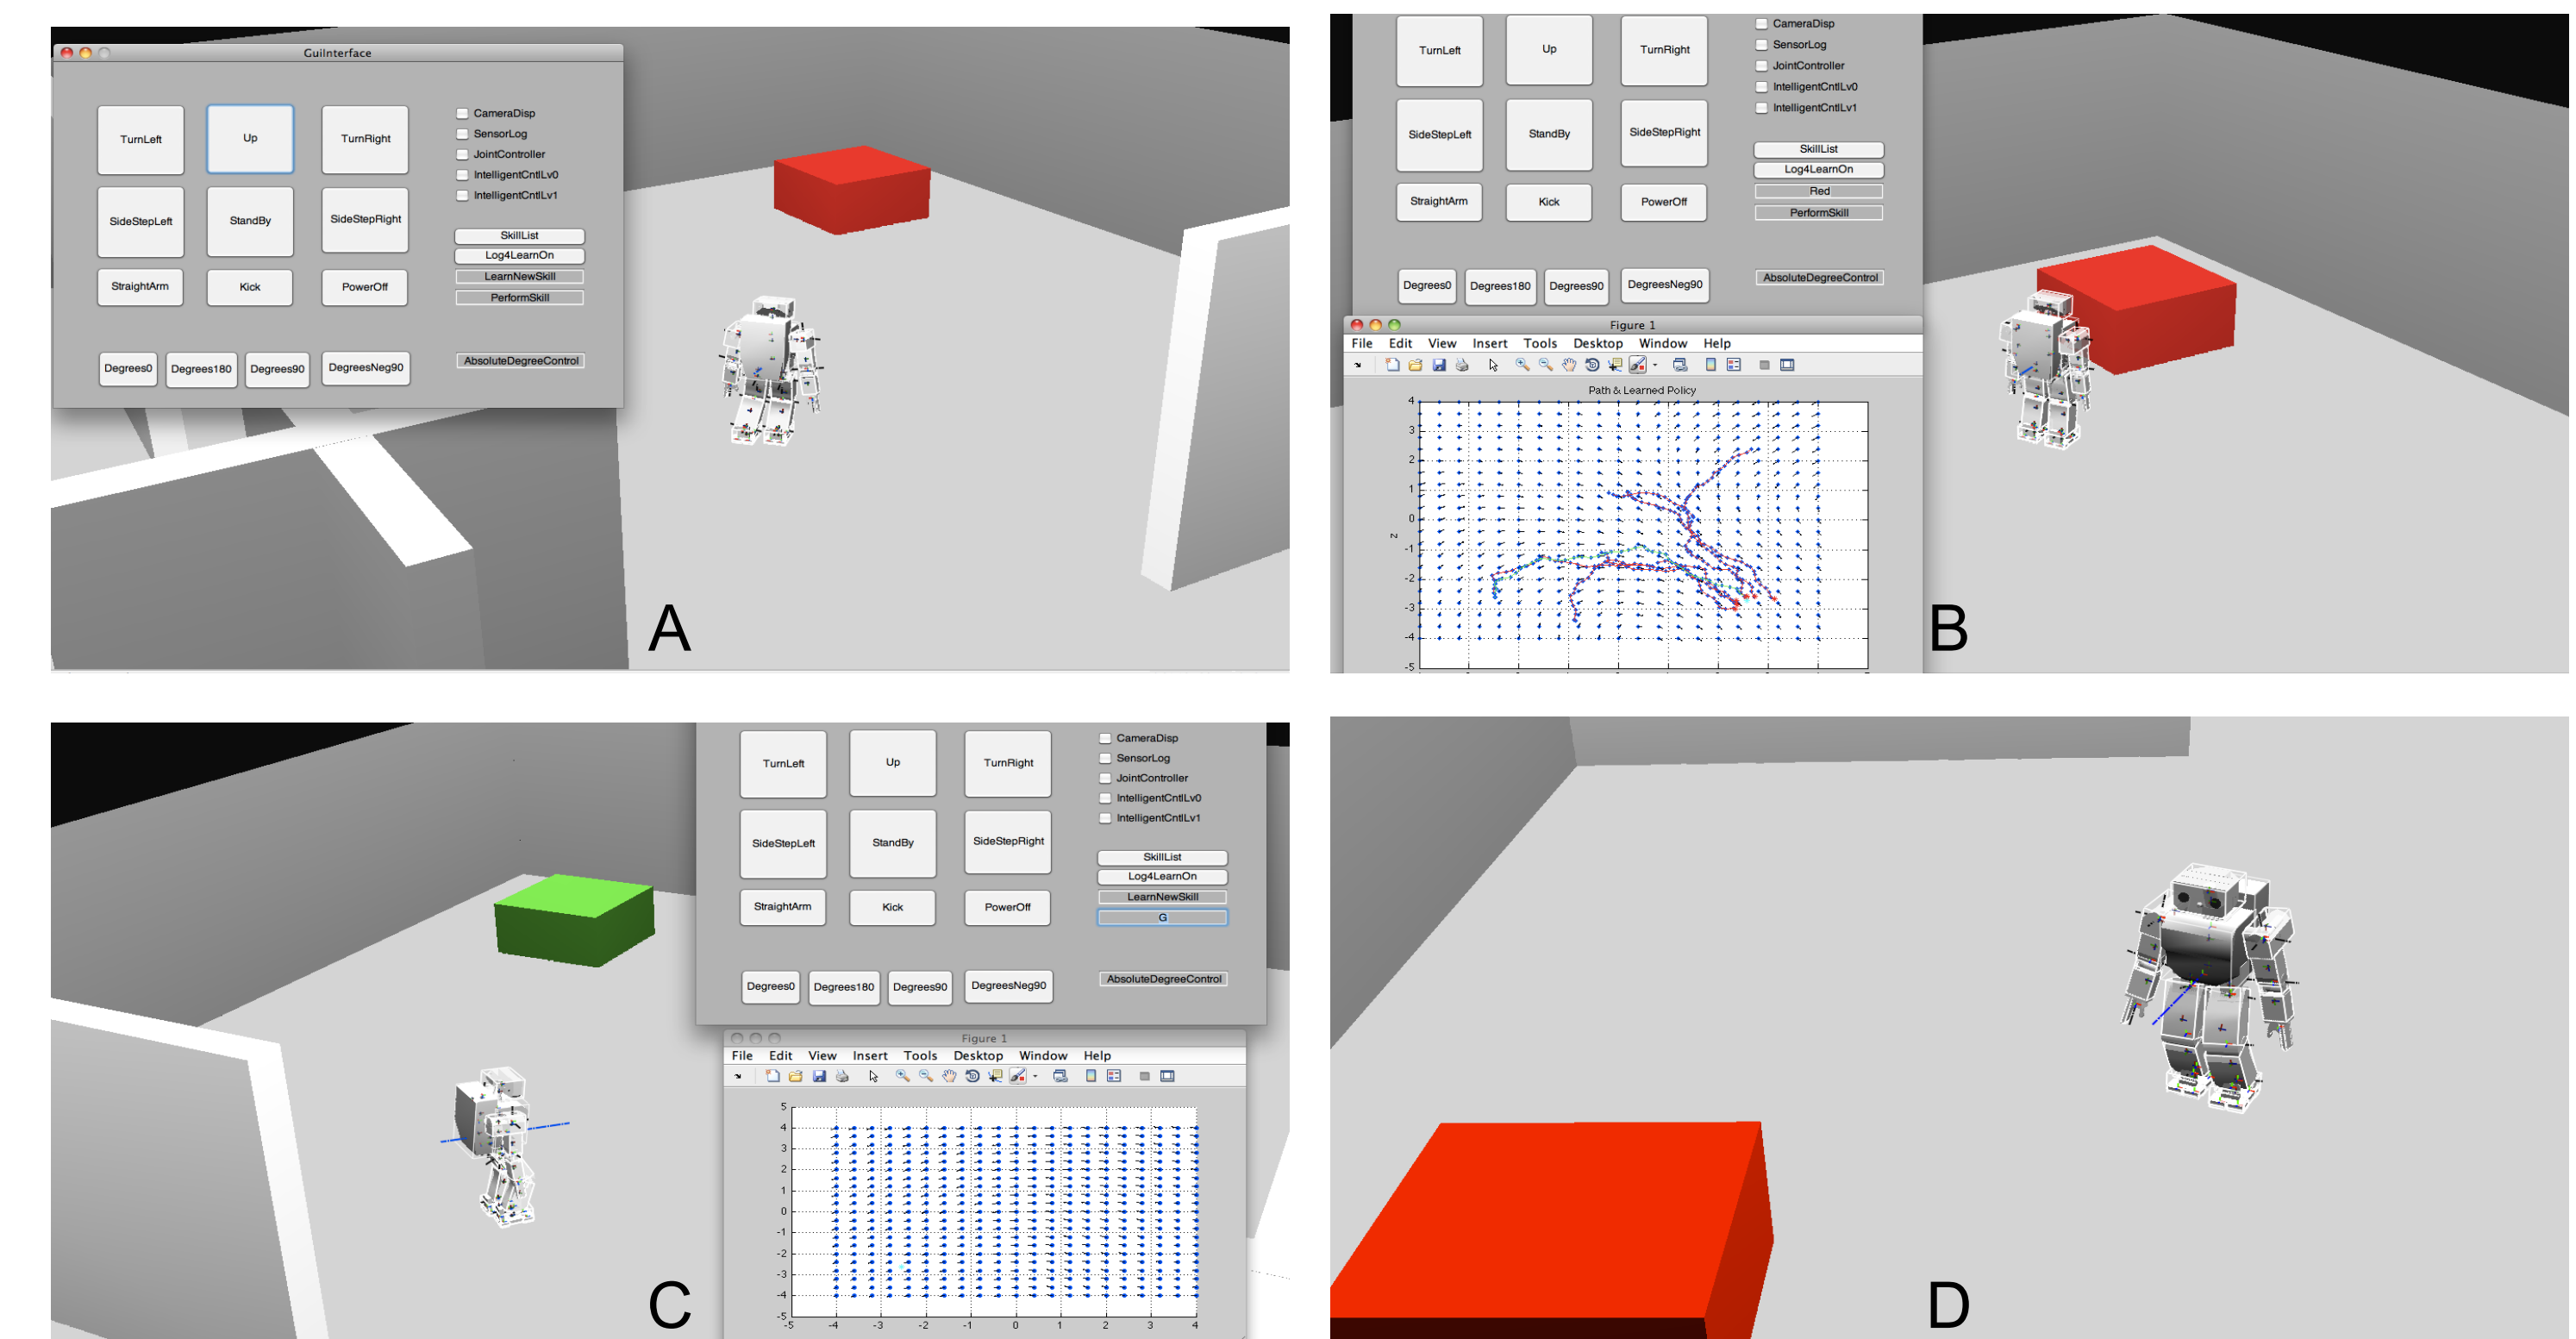 GuiInterface
TurnLeft Up TurnRight
CameraDisp
SensorLog
JointController
IntelligentCntlLv0
IntelligentCntlLv1
SideStepLeft StandBy SideStepRight
SkillList
Log4LearnOn
LearnNewSkill
PerformSkill
StraightArm Kick PowerOff
Degrees0 Degrees180 Degrees90 DegreesNeg90
AbsoluteDegreeControl
A
TurnLeft Up TurnRight
CameraDisp
SensorLog
JointController
IntelligentCntlLv0
IntelligentCntlLv1
SideStepLeft StandBy SideStepRight
SkillList
Log4LearnOn
Red
PerformSkill
StraightArm Kick PowerOff
Degrees0 Degrees180 Degrees90 DegreesNeg90
AbsoluteDegreeControl
Figure 1
File Edit View Insert Tools Desktop Window Help
Path & Learned Policy
4
3
2
1
0
-1
-2
-3
-4
-5
z
B
TurnLeft Up TurnRight
CameraDisp
SensorLog
JointController
IntelligentCntlLv0
IntelligentCntlLv1
SideStepLeft StandBy SideStepRight
SkillList
Log4LearnOn
LearnNewSkill
G
StraightArm Kick PowerOff
Degrees0 Degrees180 Degrees90 DegreesNeg90
AbsoluteDegreeControl
Figure 1
File Edit View Insert Tools Desktop Window Help
5
4
3
2
1
0
-1
-2
-3
-4
-5
-5 -4 -3 -2 -1 0 1 2 3 4
C
D